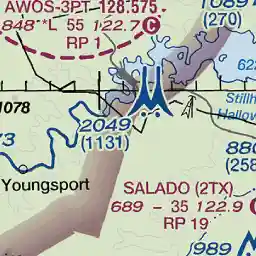 1089
(270)
AWOS-3PT 128.575
848 *L 55 122.7 C
RP 1
Stillh
Hallow
1078
2049
(1131)
Youngsport
SALADO (2TX)
689 - 35 122.9
RP 19